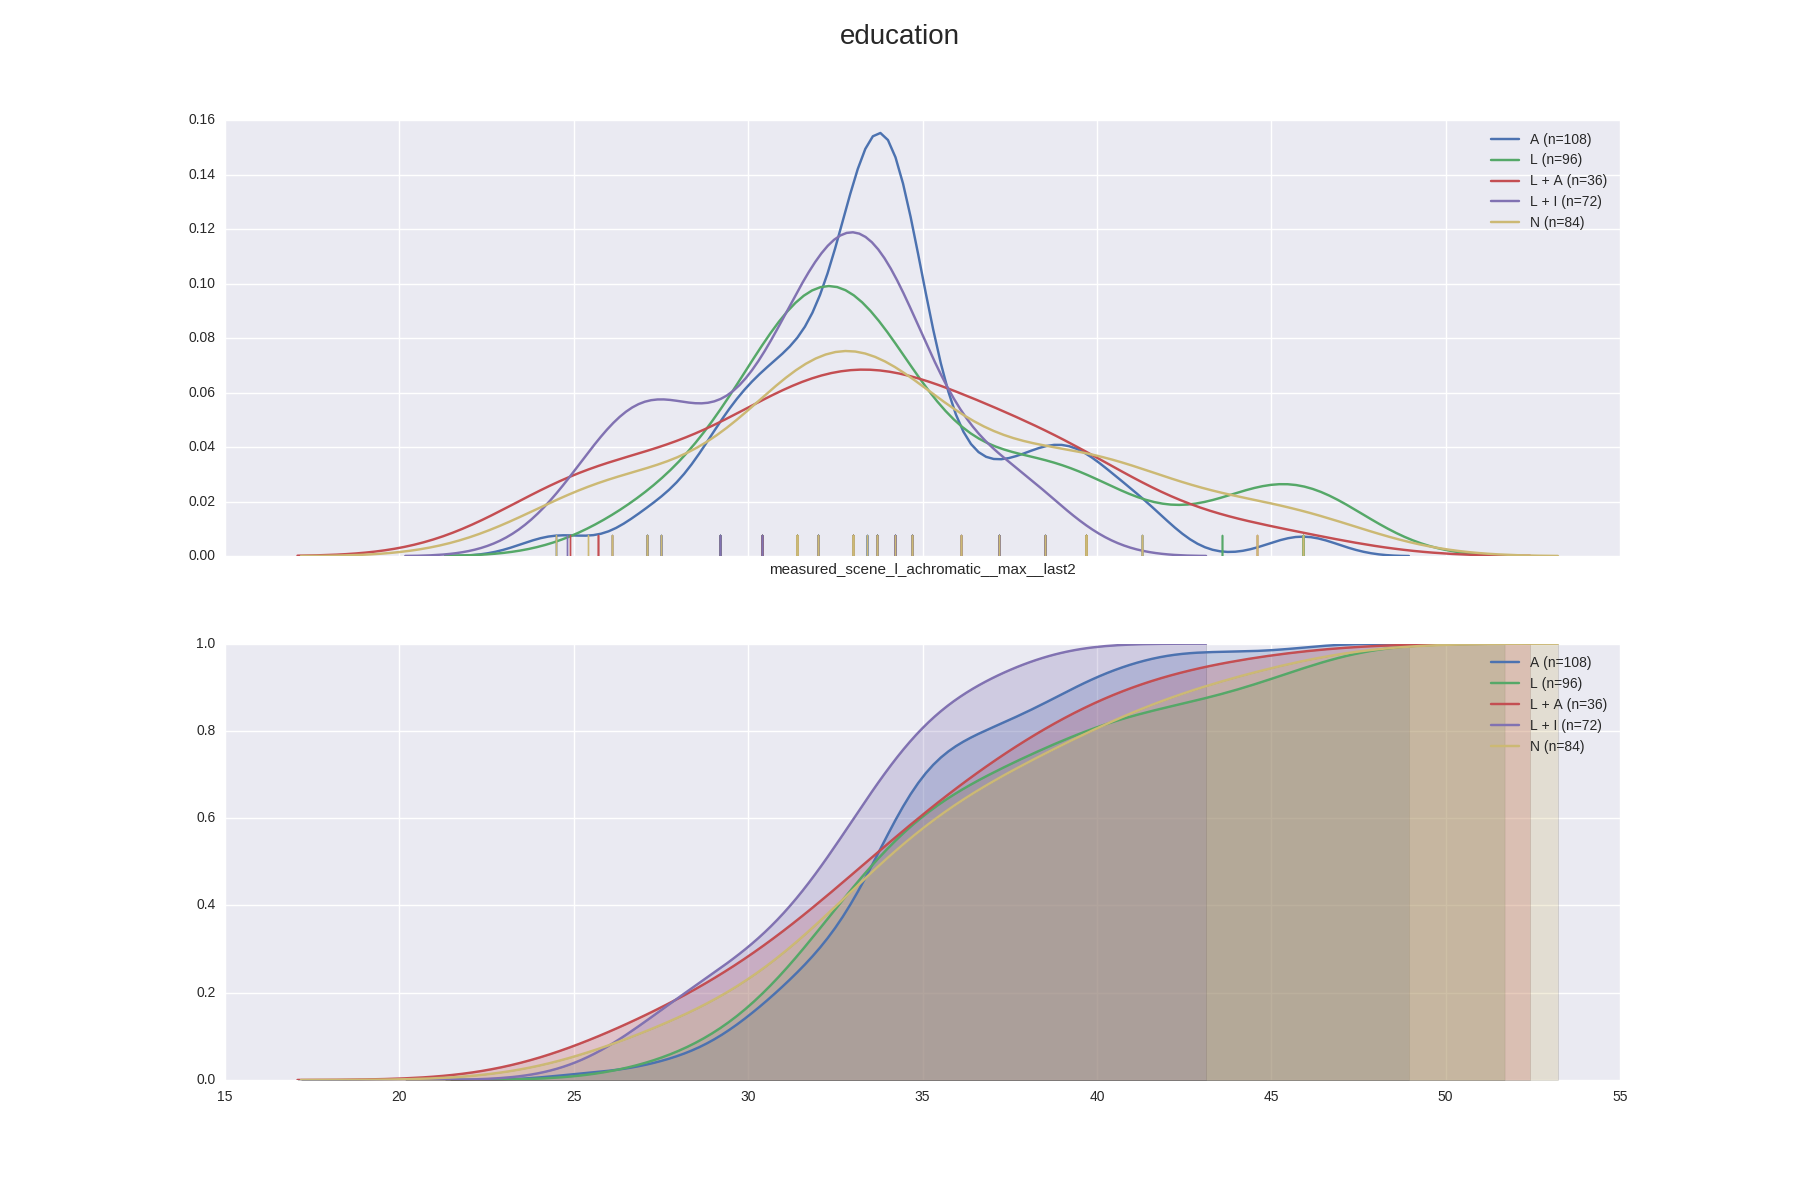 education
0.16
0.14
0.12
0.10
0.08
0.06
0.04
0.02
0.00
A (n=108)
L (n=96)
L + A (n=36)
L + I (n=72)
N (n=84)
measured_scene_l_achromatic__max__last2
1.0
0.8
0.6
0.4
0.2
0.0
A (n=108)
L (n=96)
L + A (n=36)
L + I (n=72)
N (n=84)
15 20 25 30 35 40 45 50 55